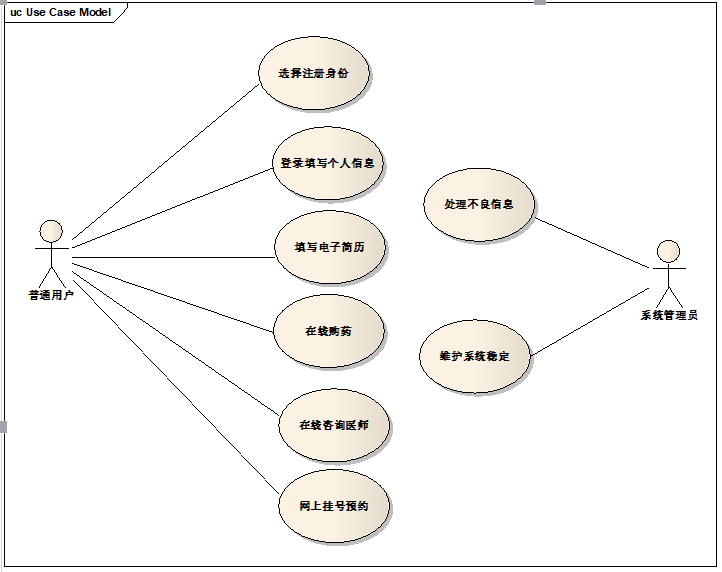 uc Use Case Model
选择注册身份
登录填写个人信息
处理不良信息
填写电子简历
普通用户
系统管理员
在线购药
维护系统稳定
在线咨询医师
网上挂号预约